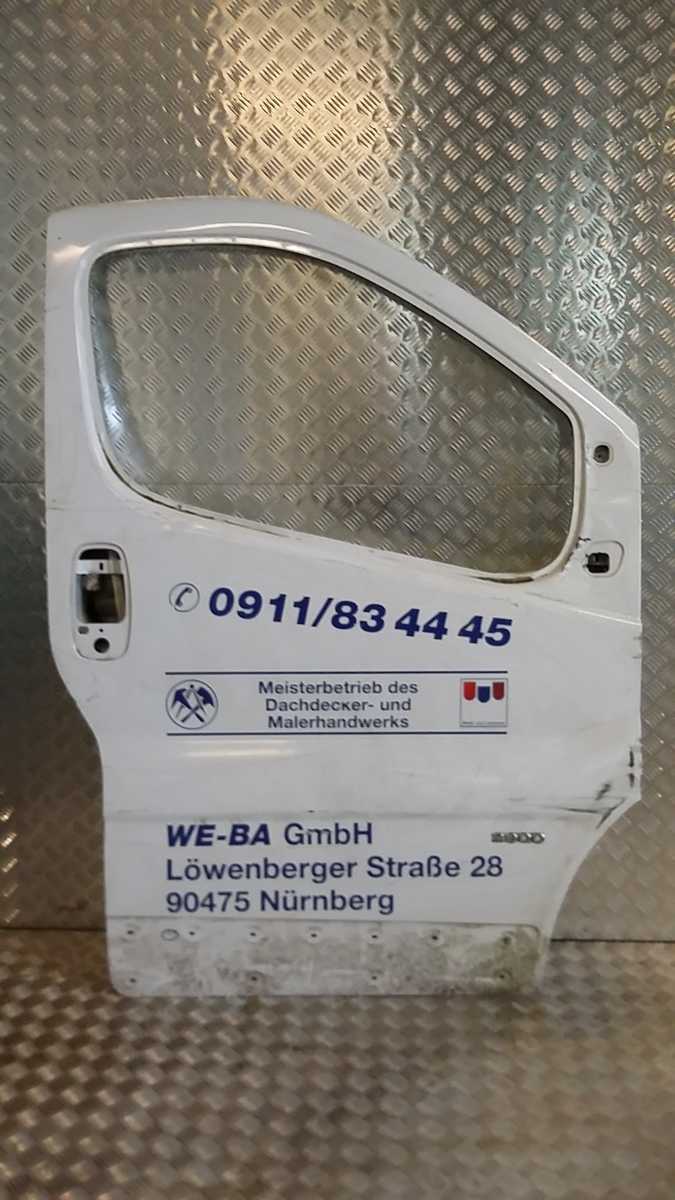 0911/83 44 45
Meisterbetrieb des
Dachdecker- und
Malerhandwerks
WE-BA GmbH
Löwenberger Straße 28
90475 Nürnberg